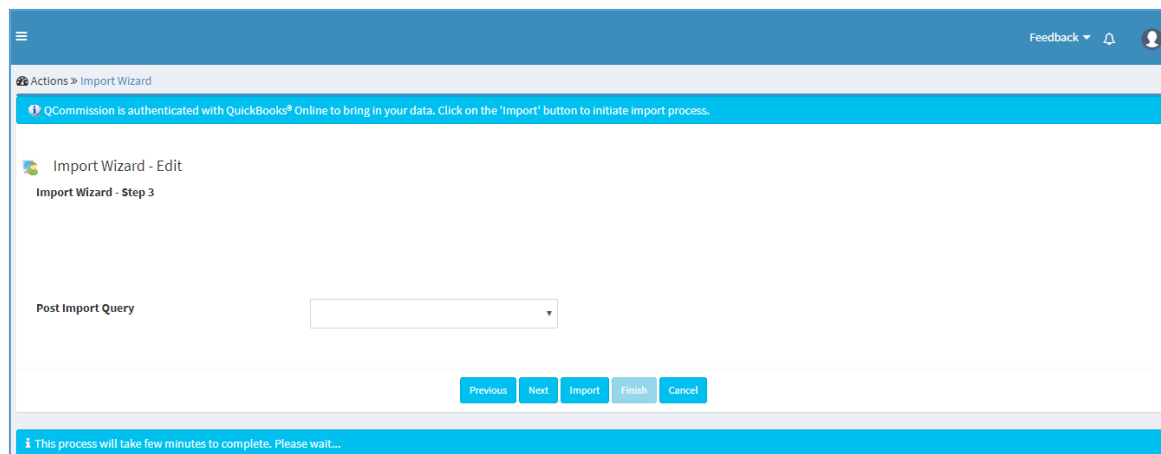 Feedback
Actions » Import Wizard
QCommission is authenticated with QuickBooks® Online to bring in your data. Click on the 'Import' button to initiate import process.
Import Wizard - Edit
Import Wizard - Step 3
Post Import Query
Previous Next Import Finish Cancel
This process will take few minutes to complete. Please wait...